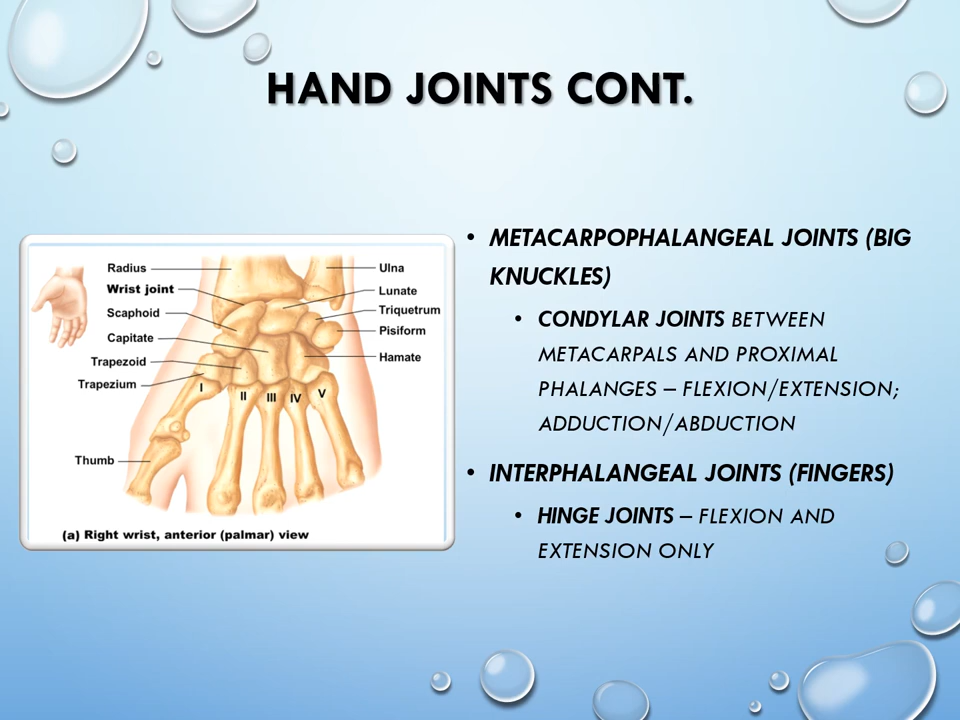 HAND JOINTS CONT.
Radius
Wrist joint
Scaphoid
Capitate
Trapezoid
Trapezium
Thumb
Ulna
Lunate
Triquetrum
Pisiform
Hamate
I
II
III
IV
V
(a) Right wrist, anterior (palmar) view
• METACARPOPHALANGEAL JOINTS (BIG
KNUCKLES)
• CONDYLAR JOINTS BETWEEN
METACARPALS AND PROXIMAL
PHALANGES – FLEXION/EXTENSION;
ADDUCTION/ABDUCTION
• INTERPHALANGEAL JOINTS (FINGERS)
• HINGE JOINTS – FLEXION AND
EXTENSION ONLY